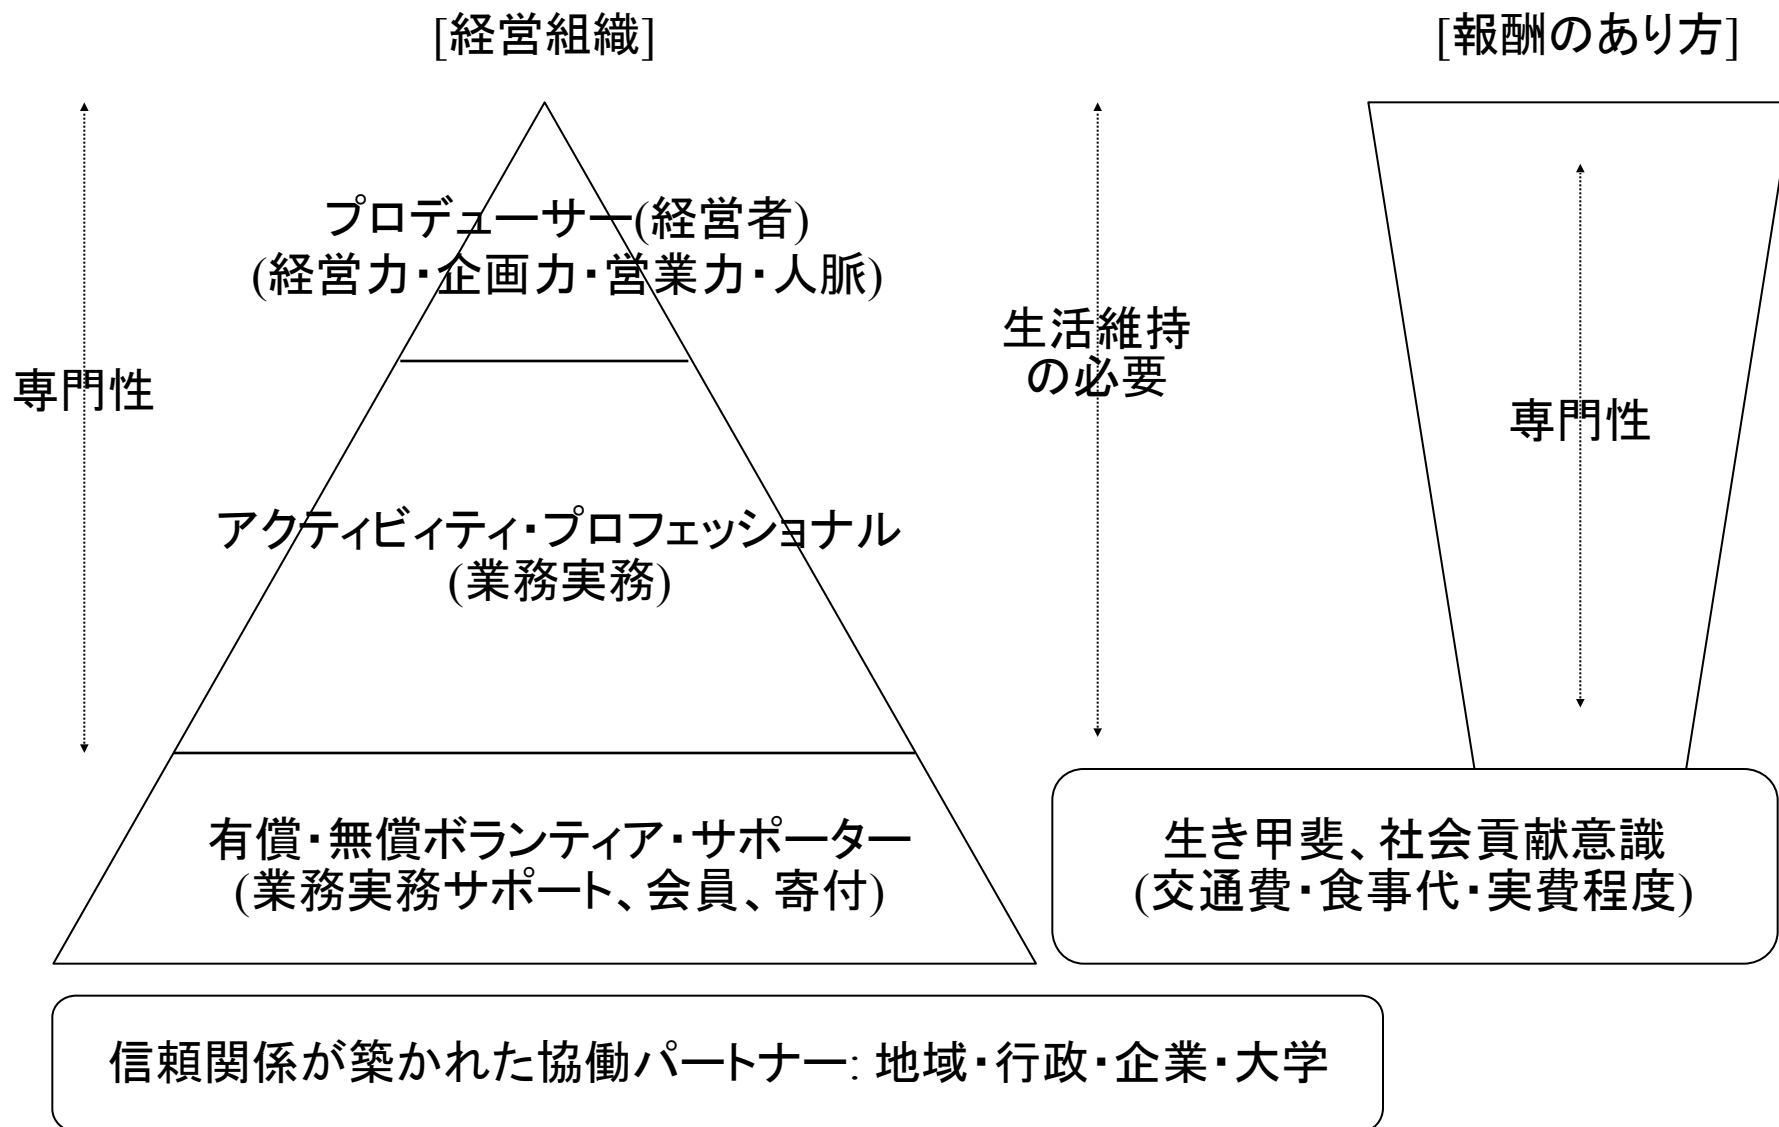 [経営組織]
[報酬のあり方]
プロデューサー(経営者)
(経営力・企画力・営業力・人脈)
専門性
生活維持
の必要
専門性
アクティビィティ・プロフェッショナル
(業務実務)
有償・無償ボランティア・サポーター
(業務実務サポート、会員、寄付)
生き甲斐、社会貢献意識
(交通費・食事代・実費程度)
信頼関係が築かれた協働パートナー: 地域・行政・企業・大学